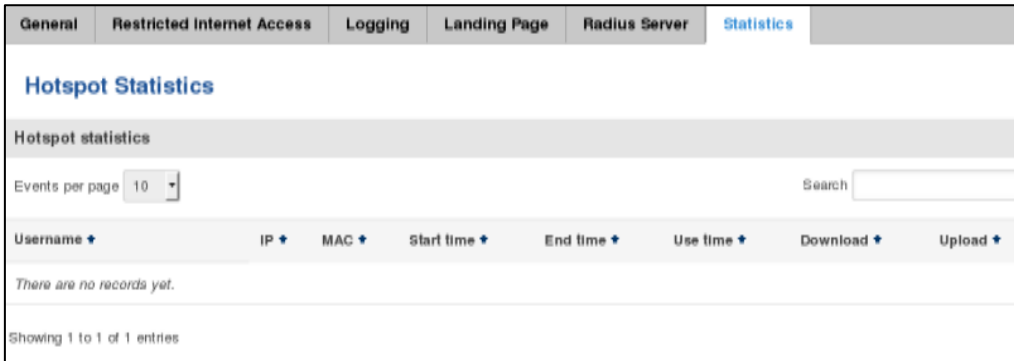 General Restricted Internet Access Logging Landing Page Radius Server Statistics
Hotspot Statistics
Hotspot statistics
Events per page 10 Search
Username IP MAC Start time End time Use time Download Upload
There are no records yet.
Showing 1 to 1 of 1 entries